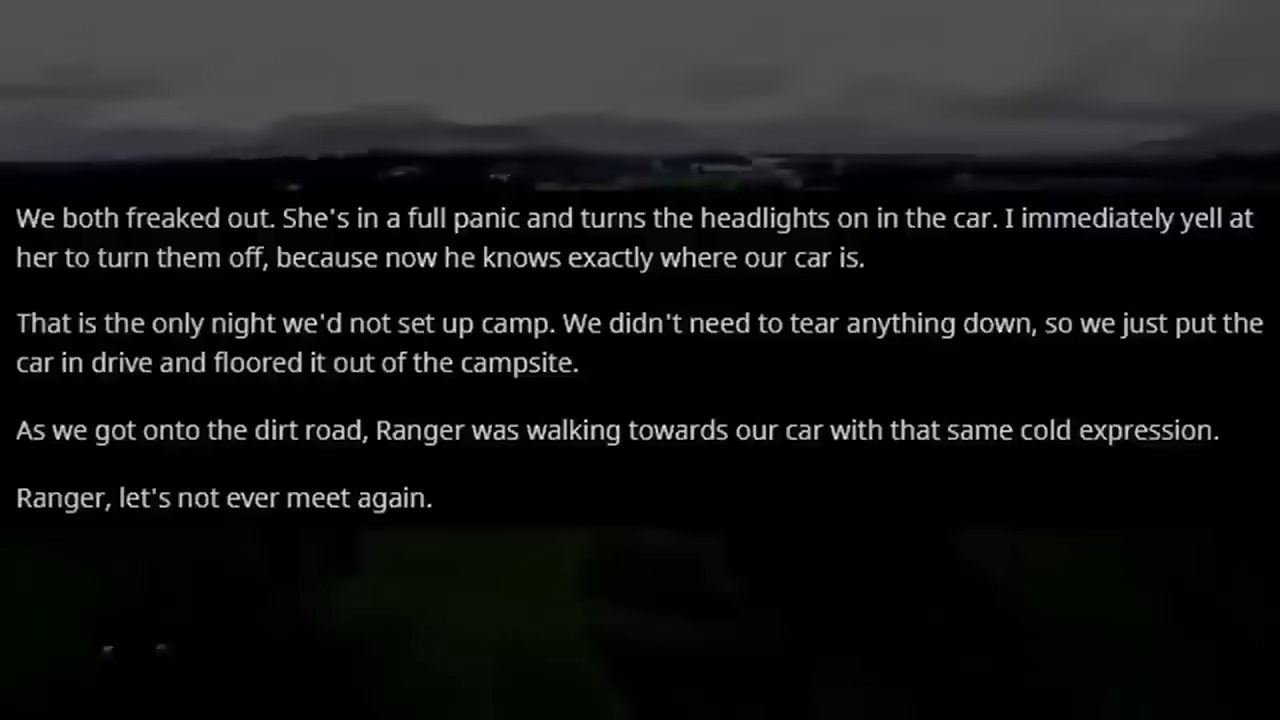 We both freaked out. She's in a full panic and turns the headlights on in the car. I immediately yell at
her to turn them off, because now he knows exactly where our car is.
That is the only night we'd not set up camp. We didn't need to tear anything down, so we just put the
car in drive and floored it out of the campsite.
As we got onto the dirt road, Ranger was walking towards our car with that same cold expression.
Ranger, let's not ever meet again.